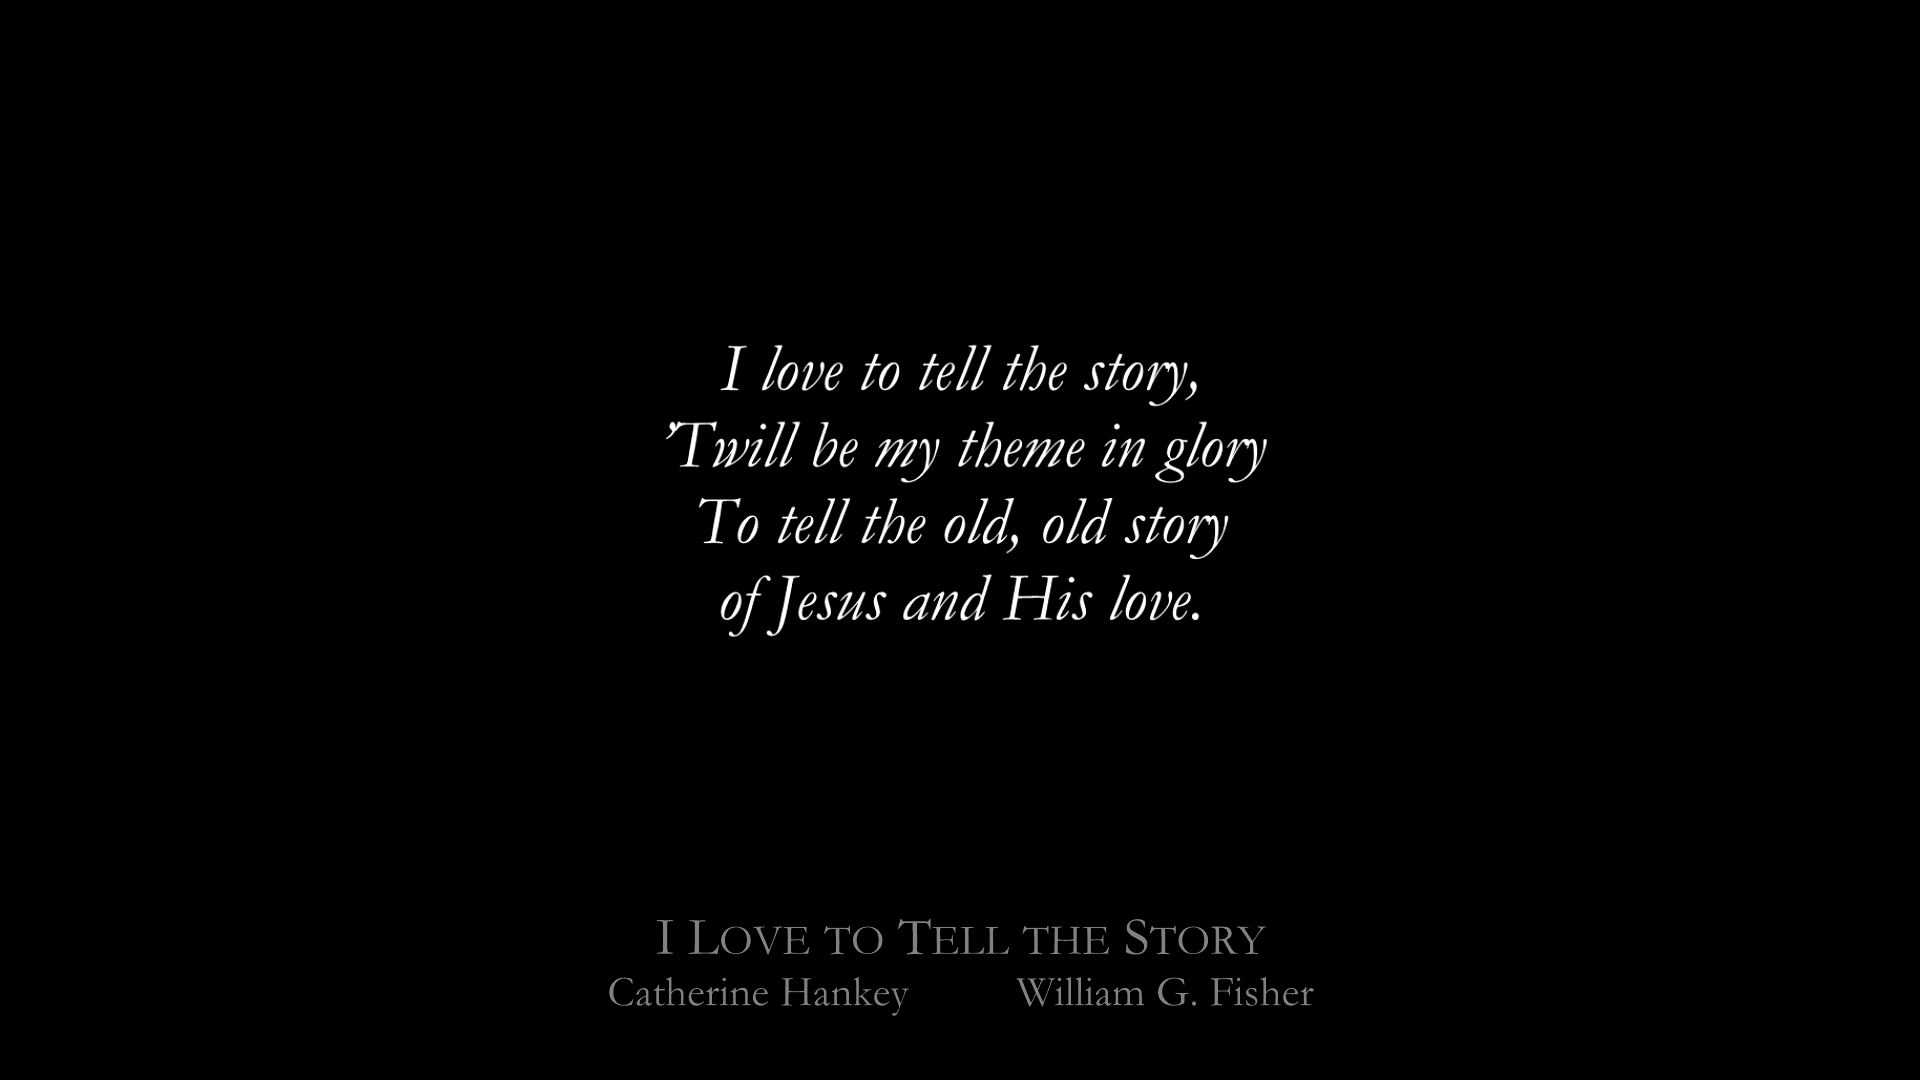 I love to tell the story,
’Twill be my theme in glory
To tell the old, old story
of Jesus and His love.
I LOVE TO TELL THE STORY
Catherine Hankey William G. Fisher